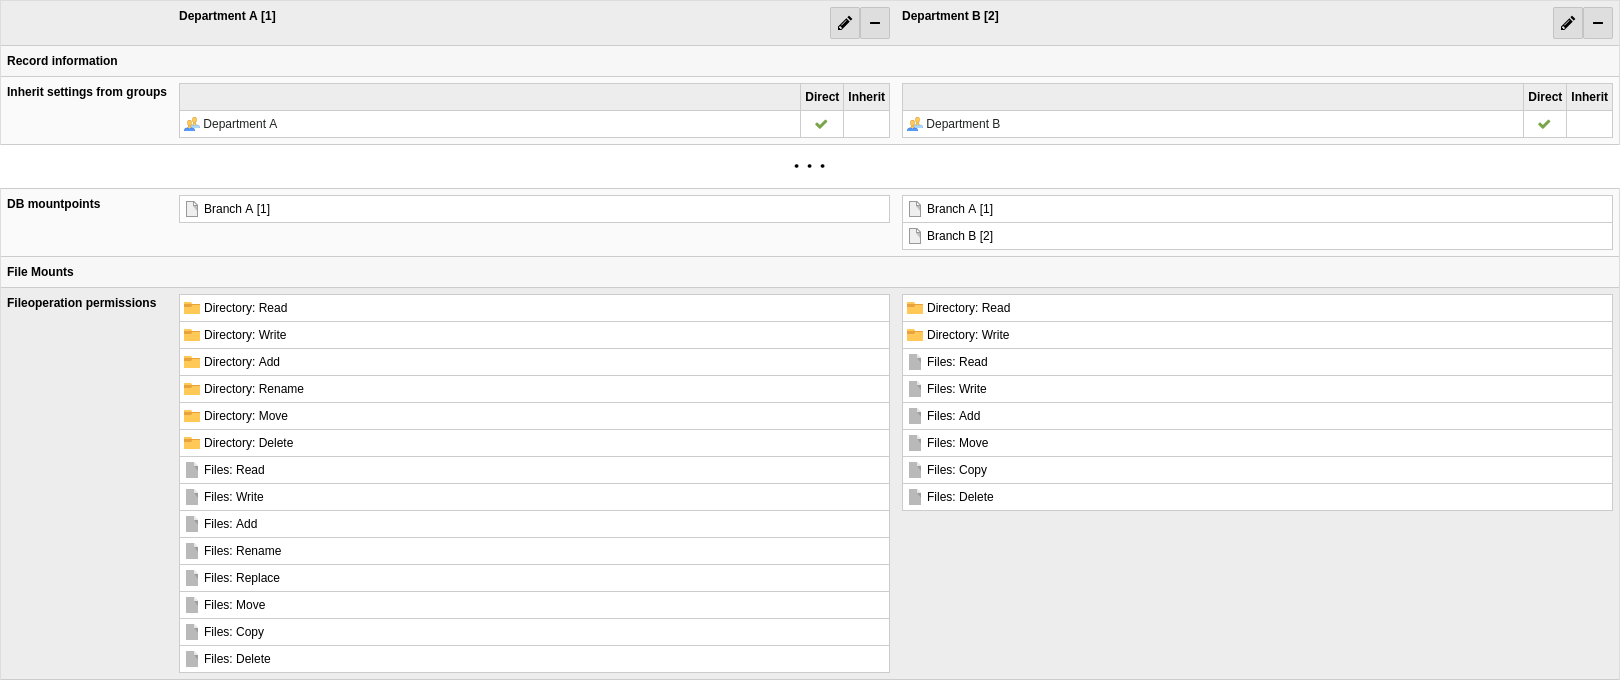 Department A [1]
Department B [2]
Record information
Inherit settings from groups
Direct Inherit
Department A
Direct Inherit
Department B
• • •
DB mountpoints
Branch A [1]
Branch A [1]
Branch B [2]
File Mounts
Fileoperation permissions
Directory: Read
Directory: Write
Directory: Add
Directory: Rename
Directory: Move
Directory: Delete
Files: Read
Files: Write
Files: Add
Files: Rename
Files: Replace
Files: Move
Files: Copy
Files: Delete
Directory: Read
Directory: Write
Files: Read
Files: Write
Files: Add
Files: Move
Files: Copy
Files: Delete